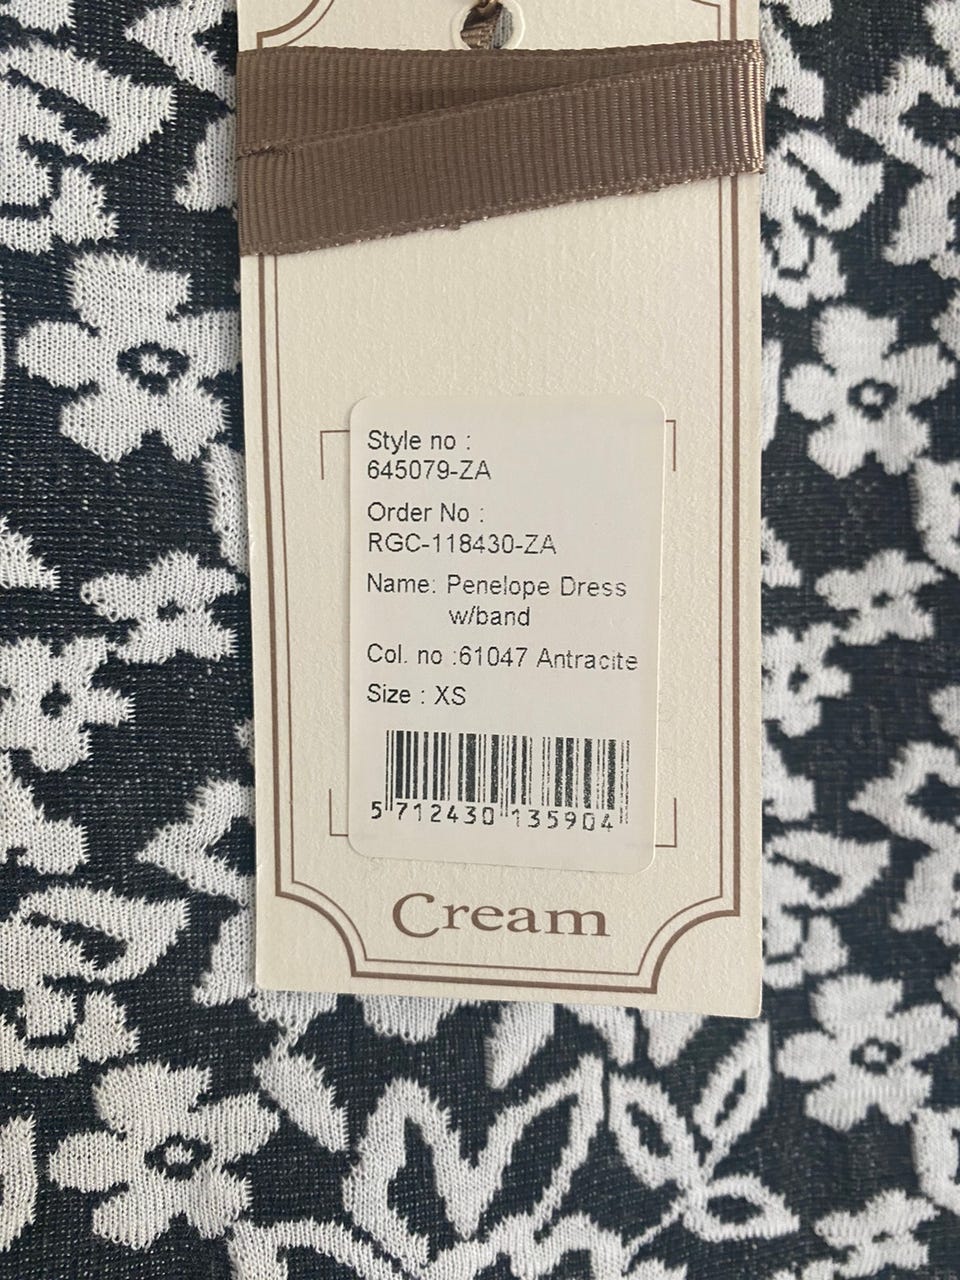 Style no :
645079-ZA
Order No :
RGC-118430-ZA
Name: Penelope Dress
w/band
Col. no :61047 Antracite
Size : XS
5 712430 135904
Cream